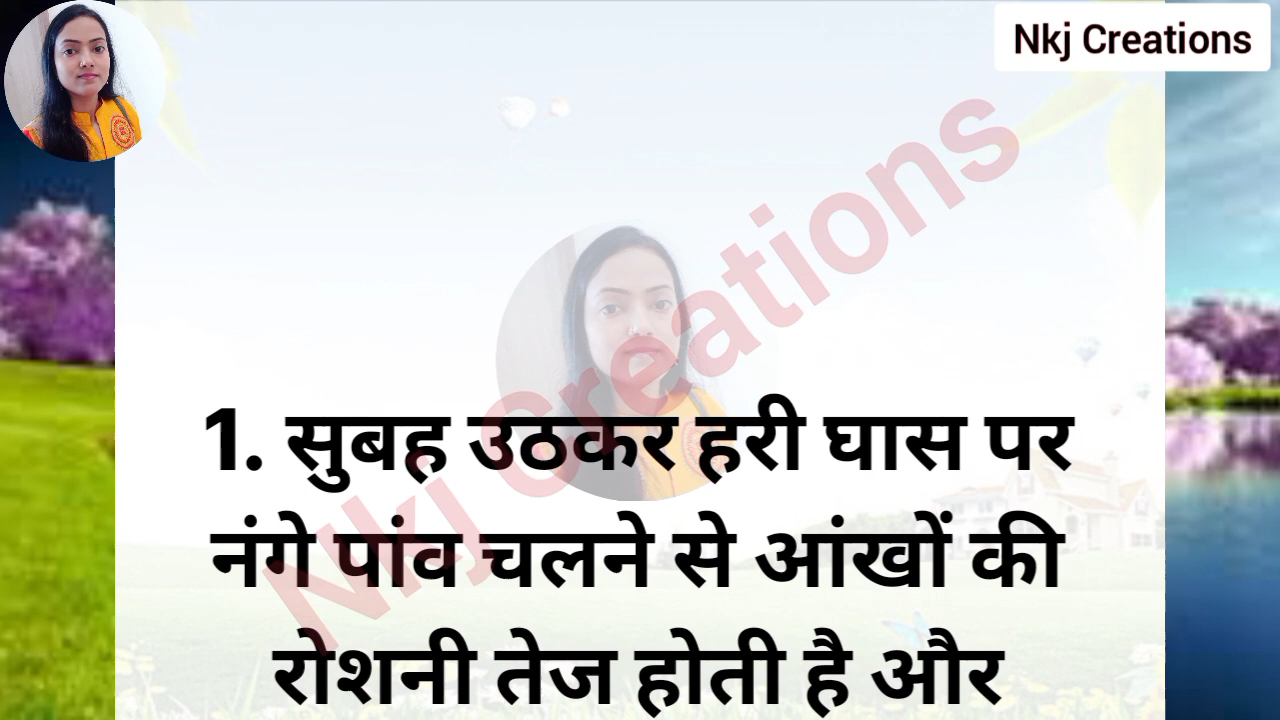 Nkj Creations
Nkj Creations
1. सुबह उठकर हरी घास पर
नंगे पांव चलने से आंखों की
रोशनी तेज होती है और